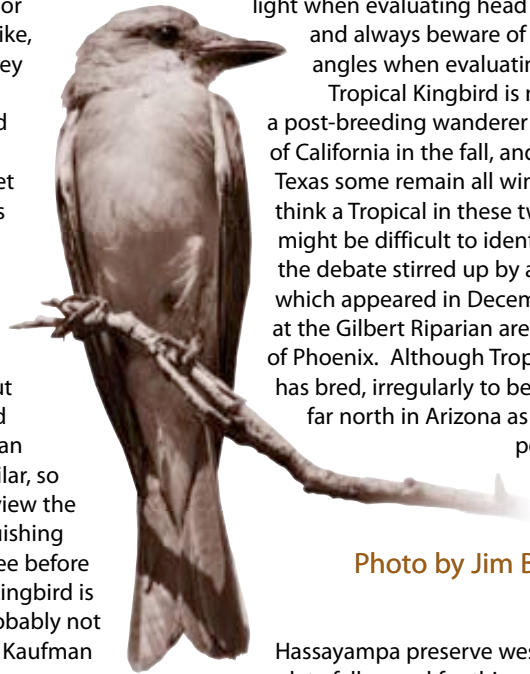 or
ike,
ey
d
et
s
ut
d
an
ilar, so
view the
ishing
ee before
ingbird is
obably not
Kaufman
light when evaluating head
and always beware of
angles when evaluatin
Tropical Kingbird is
a post-breeding wanderer
of California in the fall, and
Texas some remain all win
think a Tropical in these tw
might be difficult to ident
the debate stirred up by a
which appeared in Decem
at the Gilbert Riparian are
of Phoenix.  Although Trop
has bred, irregularly to be
far north in Arizona as
p
Photo by Jim B
Hassayampa preserve wes